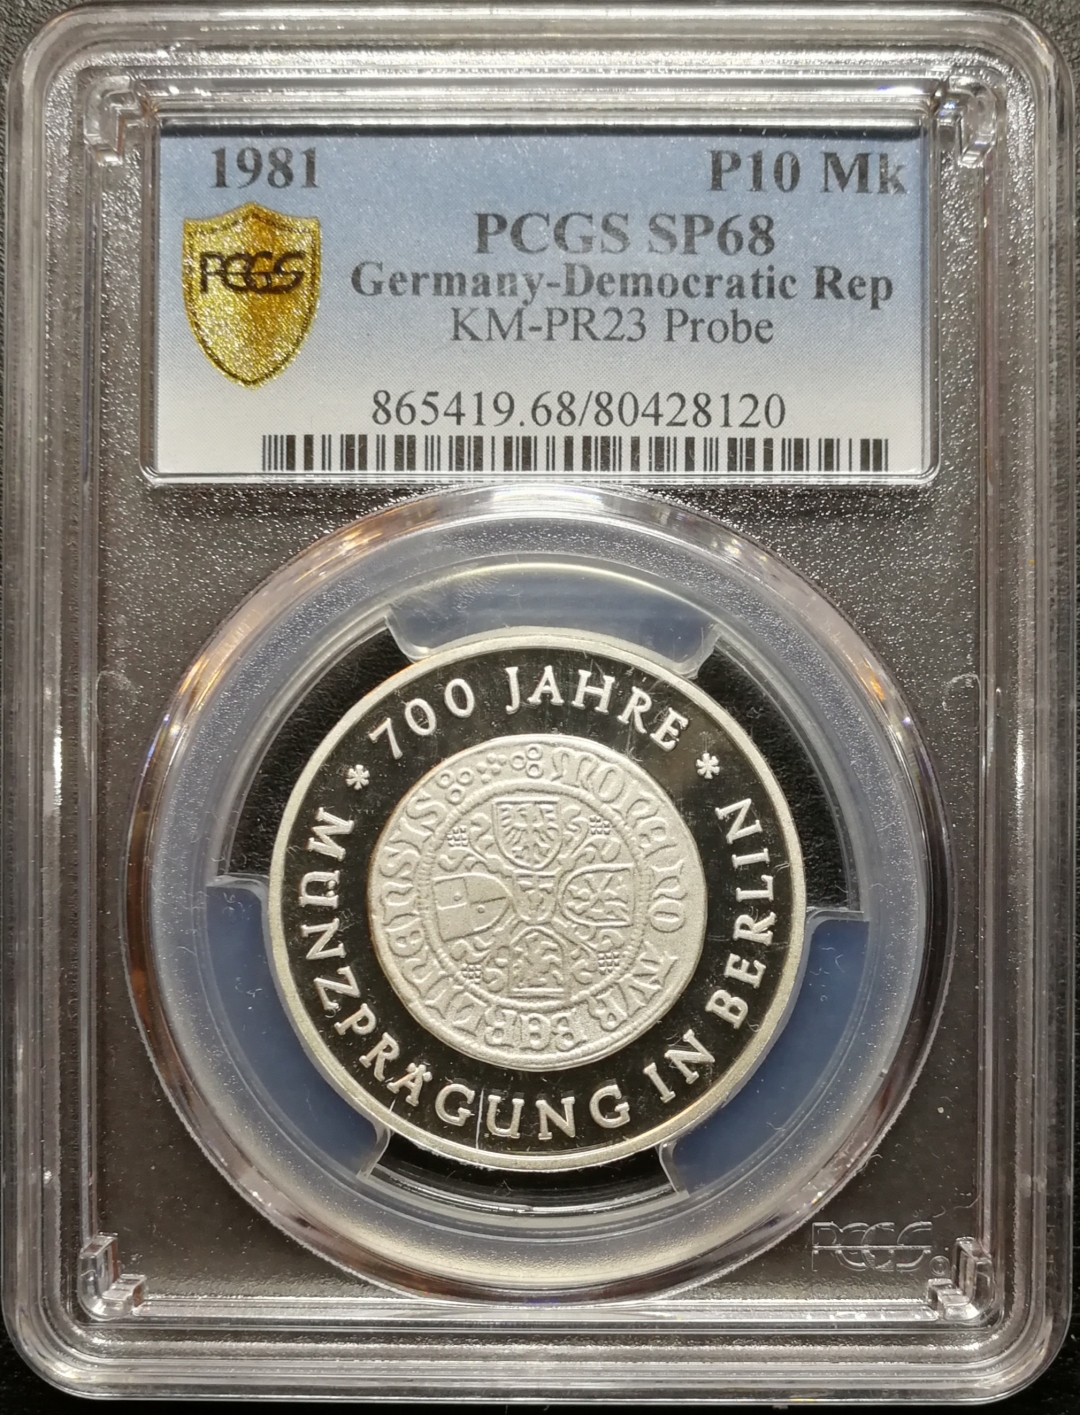 1981 P10 Mk
PCGS
PCGS SP68
Germany-Democratic Rep
KM-PR23 Probe
865419.68/80428120
* 700 JAHRE *
MÜNZPRÄGUNG IN BERLIN
PCGS